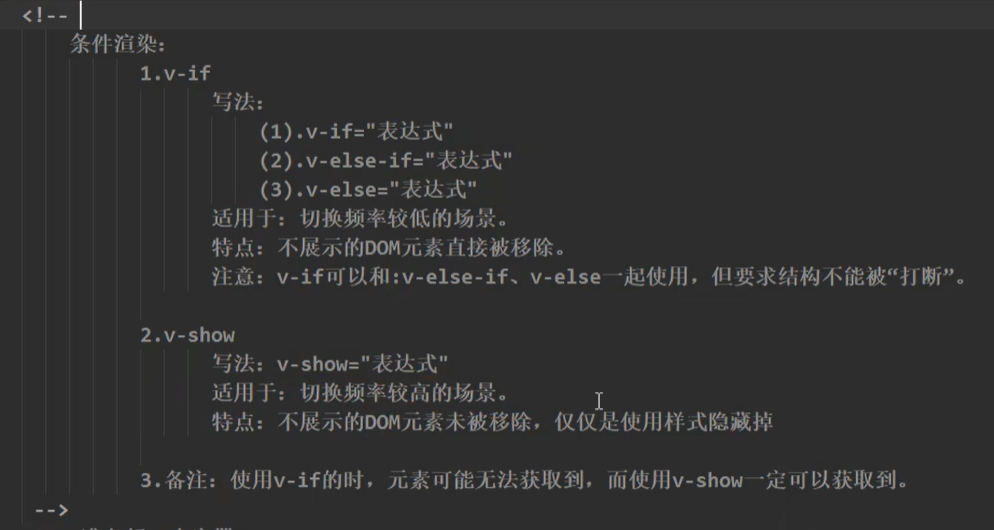 <!--
条件渲染:
1.v-if
写法:
(1).v-if="表达式"
(2).v-else-if="表达式"
(3).v-else="表达式"
适用于: 切换频率较低的场景。
特点: 不展示的DOM元素直接被移除。
注意: v-if可以和:v-else-if、v-else一起使用, 但要求结构不能被“打断”。
2.v-show
写法: v-show="表达式"
适用于: 切换频率较高的场景。
特点: 不展示的DOM元素未被移除, 仅仅是使用样式隐藏掉
3.备注: 使用v-if的时, 元素可能无法获取到, 而使用v-show一定可以获取到。
-->